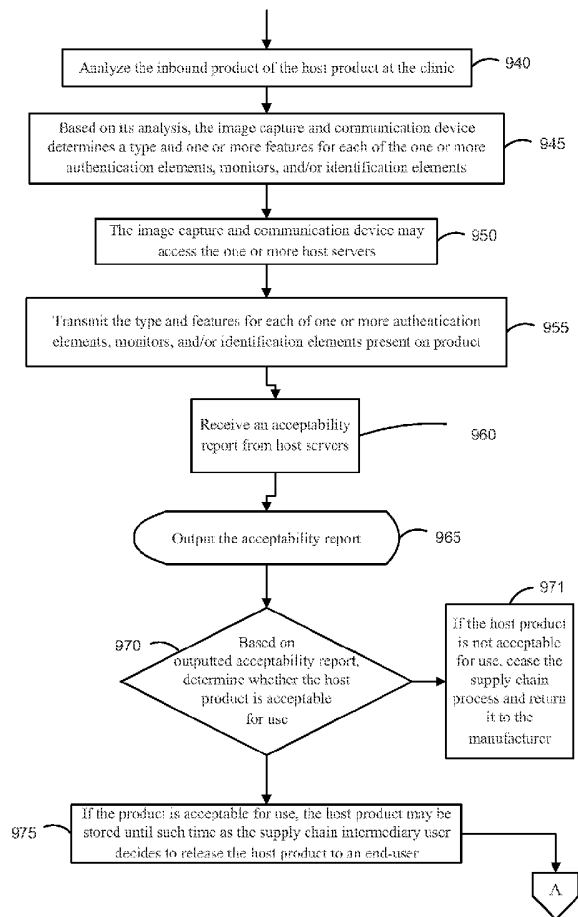 Analyze the inbound product of the host product at the clinic
940
Based on its analysis, the image capture and communication device
determines a type and one or more features for each of the one or more
authentication elements, monitors, and/or identification elements
945
The image capture and communication device may
access the one or more host servers
950
Transmit the type and features for each of one or more authentication
elements, monitors, and/or identification elements present on product
955
Receive an acceptability
report from host servers
960
Output the acceptability report
965
970
Based on
outputted acceptability report,
determine whether the host
product is acceptable
for use
971
If the host product
is not acceptable
for use, cease the
supply chain
process and return
it to the
manufacturer
975
If the product is acceptable for use, the host product may be
stored until such time as the supply chain intermediary user
decides to release the host product to an end-user
A